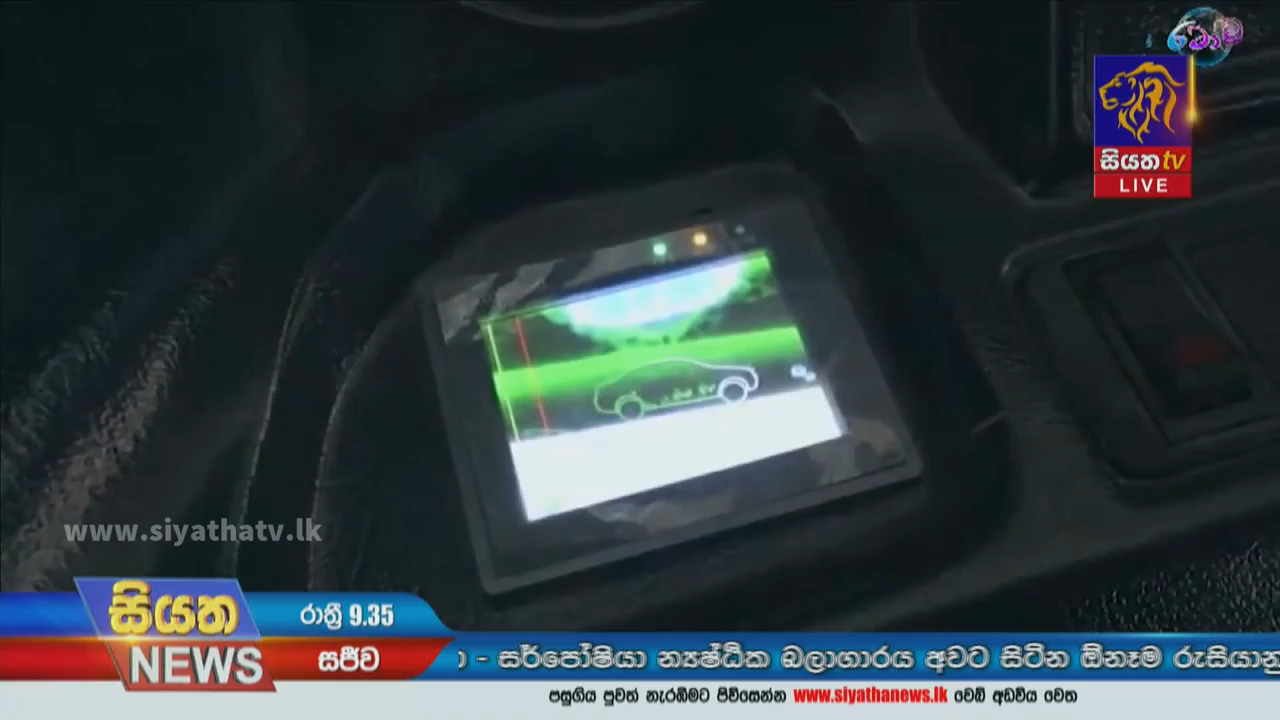 සියත tv
LIVE
www.siyathatv.lk
සියත
NEWS
රාත්‍රී 9.35
සජීව
- සර්පෝෂියා න්‍යෂ්ඨික බලාගාරය අවට සිටින ඕනෑම රුසියානු
පසුගිය පුවත් නැරඹීමට පිවිසෙන්න www.siyathanews.lk වෙබ් අඩවිය වෙත